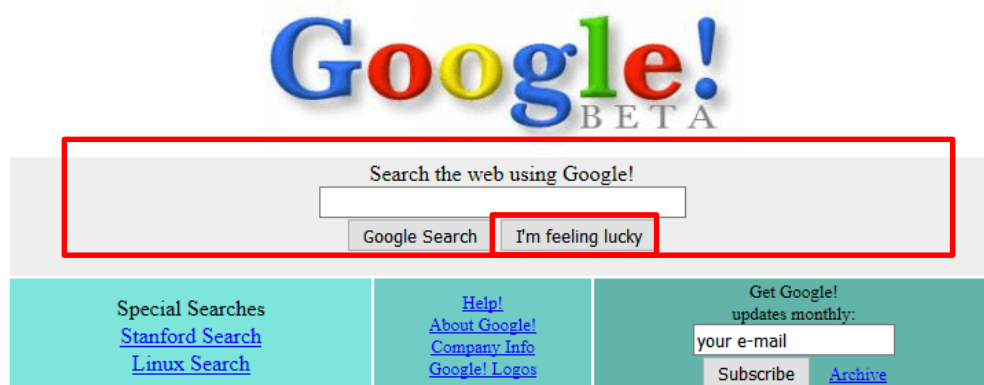 Google!
BETA
Search the web using Google!
Google Search
I'm feeling lucky
Special Searches
Stanford Search
Linux Search
Help!
About Google!
Company Info
Google! Logos
Get Google!
updates monthly:
your e-mail
Subscribe Archive